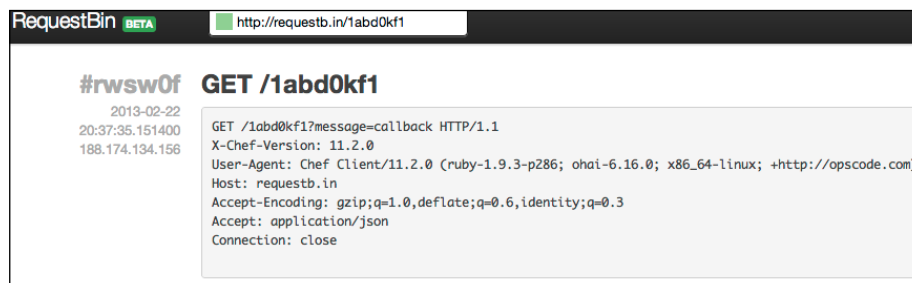 RequestBin BETA
http://requestb.in/1abd0kf1
#rwsw0f
GET /1abd0kf1
2013-02-22
20:37:35.151400
188.174.134.156
GET /1abd0kf1?message=callback HTTP/1.1
X-Chef-Version: 11.2.0
User-Agent: Chef Client/11.2.0 (ruby-1.9.3-p286; ohai-6.16.0; x86_64-linux; +http://opscode.com)
Host: requestb.in
Accept-Encoding: gzip;q=1.0,deflate;q=0.6,identity;q=0.3
Accept: application/json
Connection: close